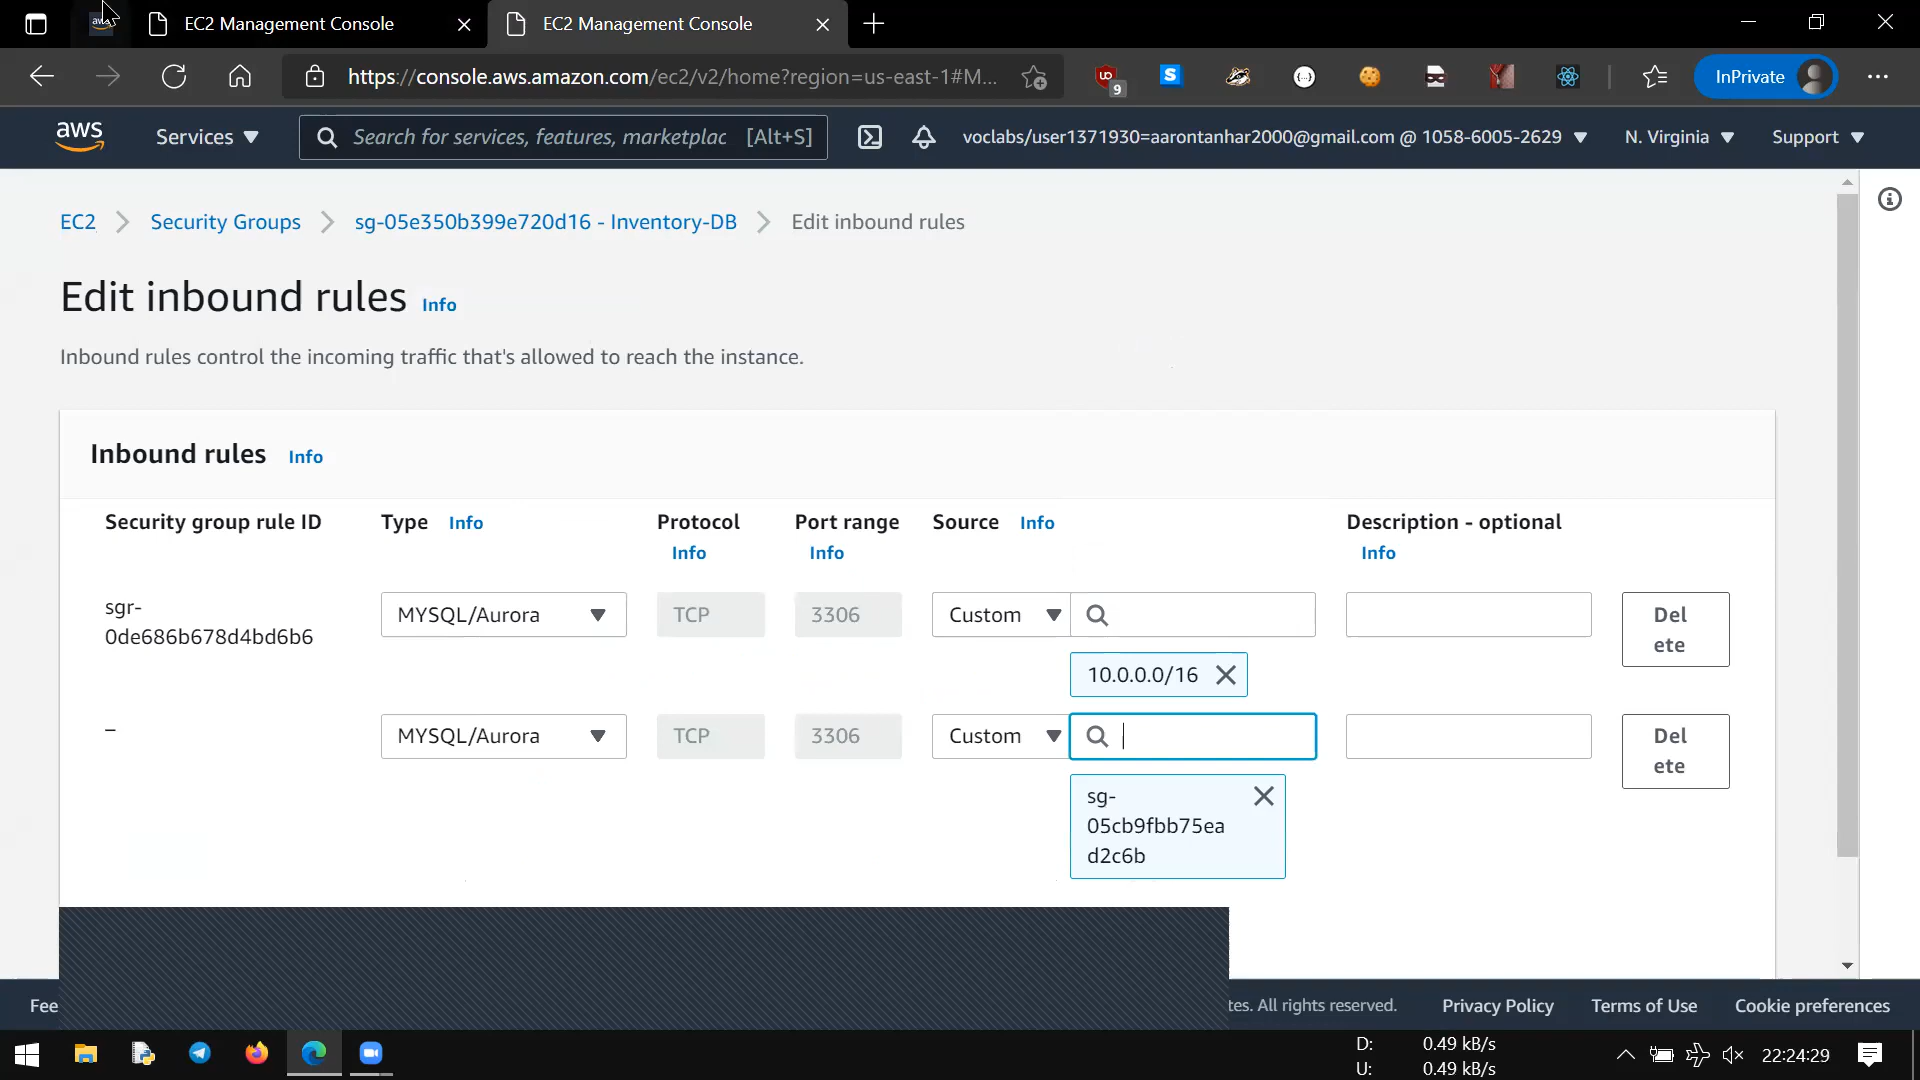 EC2 Management Console
EC2 Management Console
https://console.aws.amazon.com/ec2/v2/home?region=us-east-1#M...
9
InPrivate
aws
Services
Search for services, features, marketplac
[Alt+S]
voclabs/user1371930=aarontanhar2000@gmail.com @ 1058-6005-2629
N. Virginia
Support
EC2
Security Groups
sg-05e350b399e720d16 - Inventory-DB
Edit inbound rules
Edit inbound rules Info
Inbound rules control the incoming traffic that's allowed to reach the instance.
Inbound rules Info
Security group rule ID
Type Info
Protocol
Info
Port range
Info
Source Info
Description - optional
Info
sgr-
0de686b678d4bd6b6
MYSQL/Aurora
TCP
3306
Custom
10.0.0.0/16
Del
ete
–
MYSQL/Aurora
TCP
3306
Custom
sg-
05cb9fbb75ea
d2c6b
Del
ete
Fee
tes. All rights reserved.
Privacy Policy
Terms of Use
Cookie preferences
D: 0.49 kB/s
U: 0.49 kB/s
22:24:29